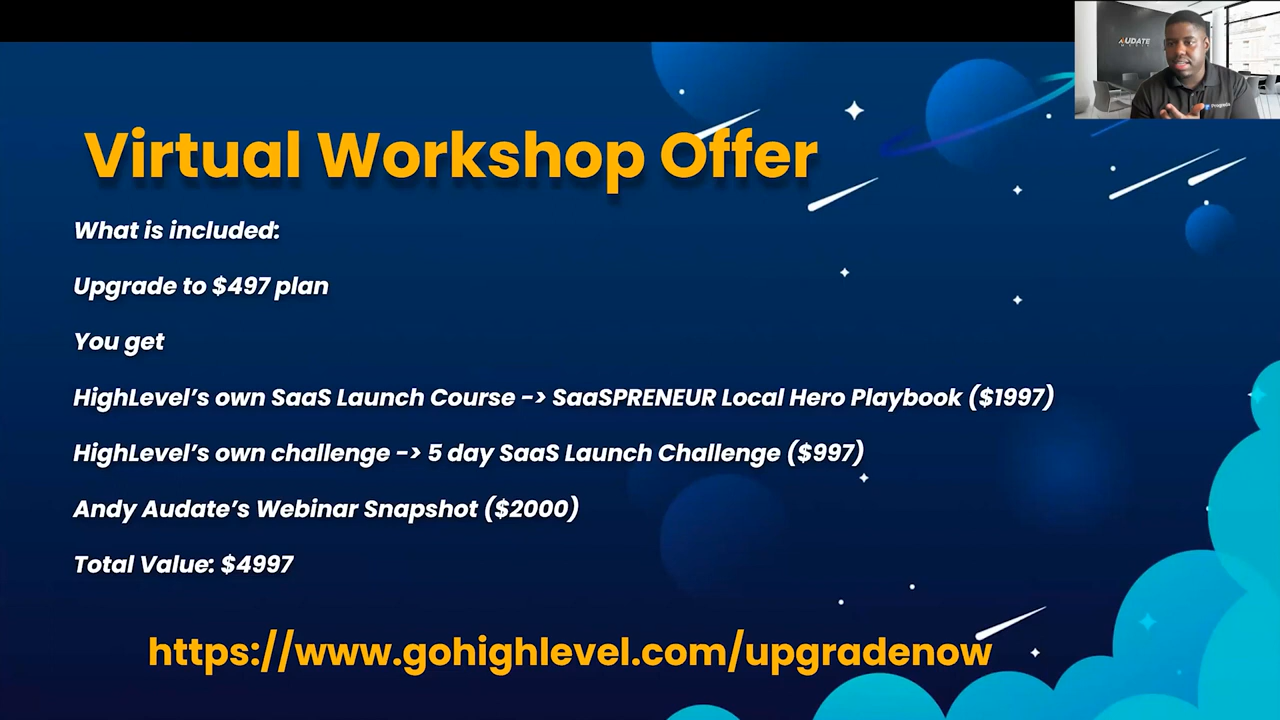 AUDATE
Posgrada
Virtual Workshop Offer
What is included:
Upgrade to $497 plan
You get
HighLevel’s own SaaS Launch Course -> SaaSPRENEUR Local Hero Playbook ($1997)
HighLevel’s own challenge -> 5 day SaaS Launch Challenge ($997)
Andy Audate’s Webinar Snapshot ($2000)
Total Value: $4997
https://www.gohighlevel.com/upgradenow